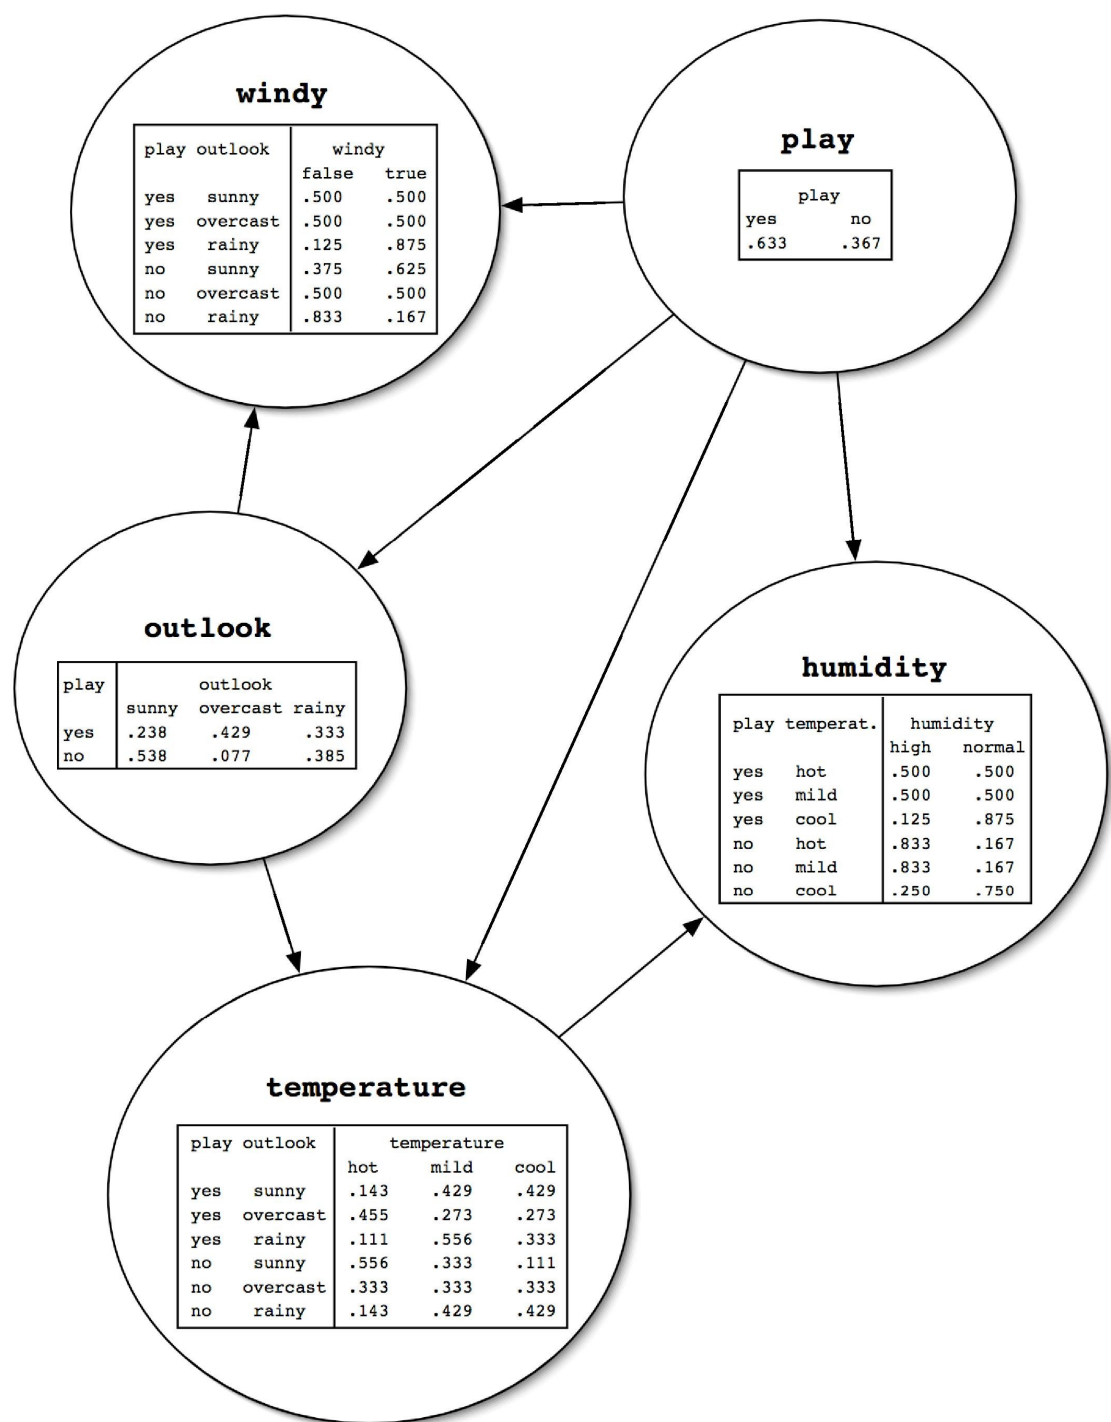 windy
play outlook windy
false true
yes sunny .500 .500
yes overcast .500 .500
yes rainy .125 .875
no sunny .375 .625
no overcast .500 .500
no rainy .833 .167
play
play
yes no
.633 .367
outlook
play outlook
sunny overcast rainy
yes .238 .429 .333
no .538 .077 .385
humidity
play temperat. humidity
high normal
yes hot .500 .500
yes mild .500 .500
yes cool .125 .875
no hot .833 .167
no mild .833 .167
no cool .250 .750
temperature
play outlook temperature
hot mild cool
yes sunny .143 .429 .429
yes overcast .455 .273 .273
yes rainy .111 .556 .333
no sunny .556 .333 .111
no overcast .333 .333 .333
no rainy .143 .429 .429